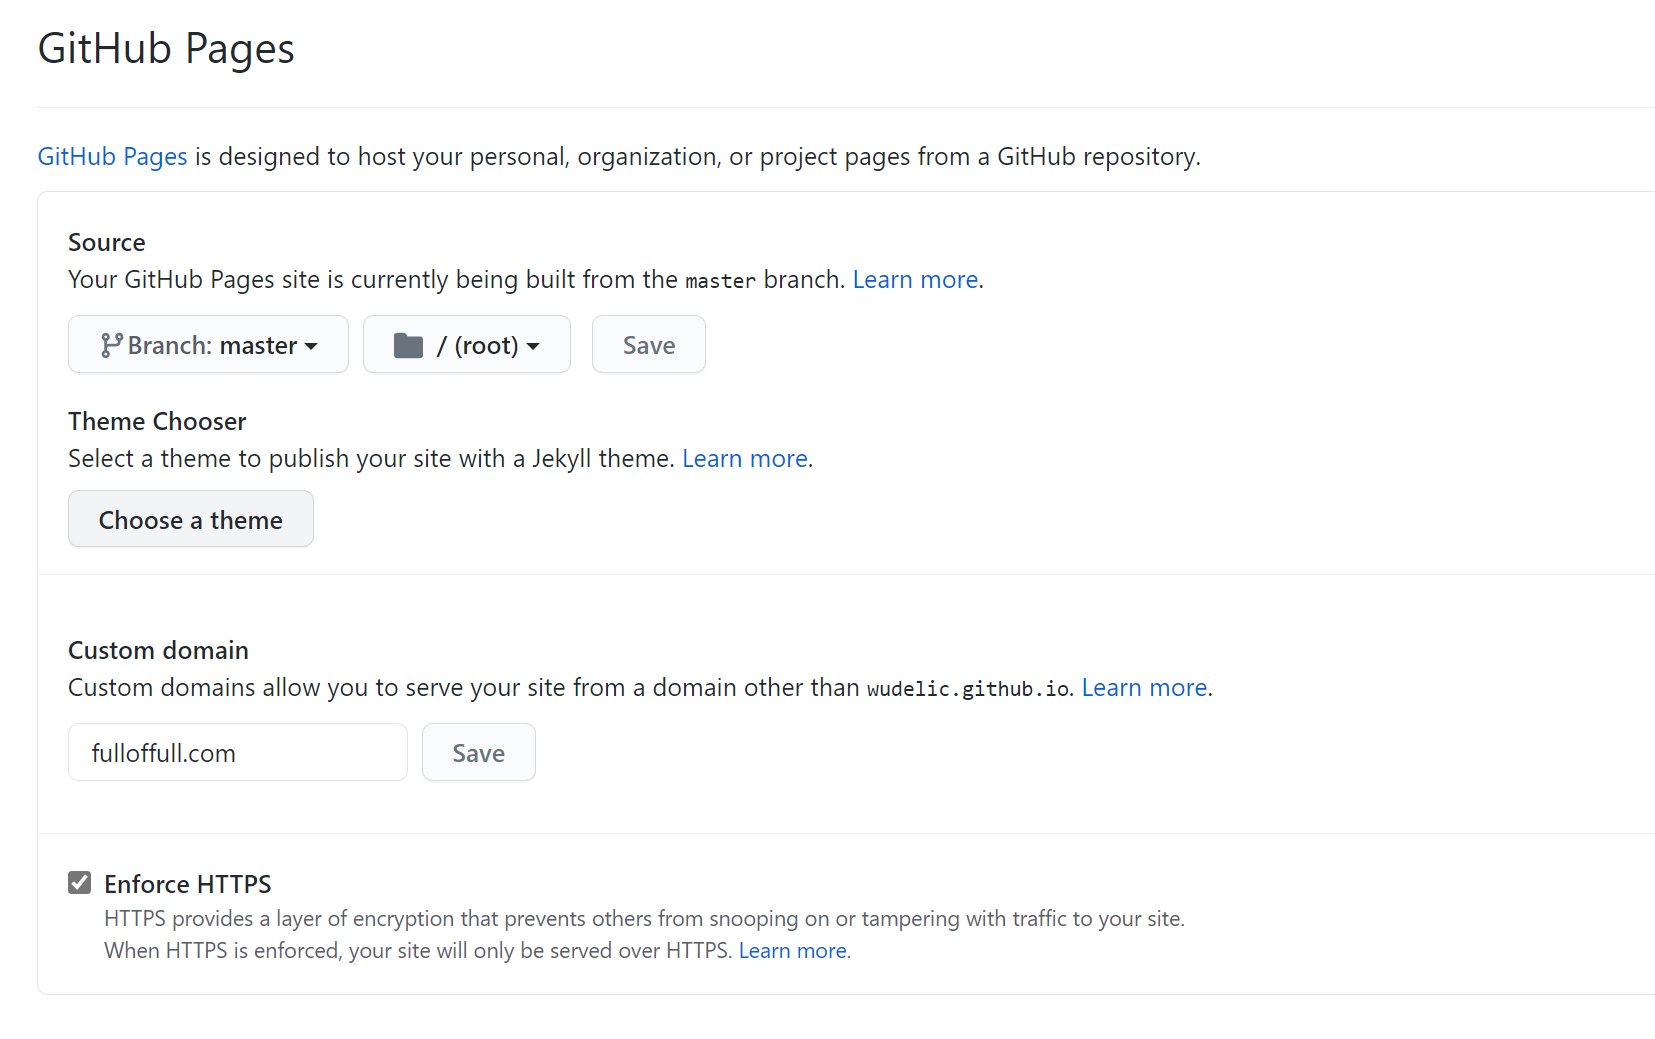 GitHub Pages
GitHub Pages is designed to host your personal, organization, or project pages from a GitHub repository.
Source
Your GitHub Pages site is currently being built from the master branch. Learn more.
Branch: master
/ (root)
Save
Theme Chooser
Select a theme to publish your site with a Jekyll theme. Learn more.
Choose a theme
Custom domain
Custom domains allow you to serve your site from a domain other than wudelic.github.io. Learn more.
fulloffull.com
Save
Enforce HTTPS
HTTPS provides a layer of encryption that prevents others from snooping on or tampering with traffic to your site.
When HTTPS is enforced, your site will only be served over HTTPS. Learn more.